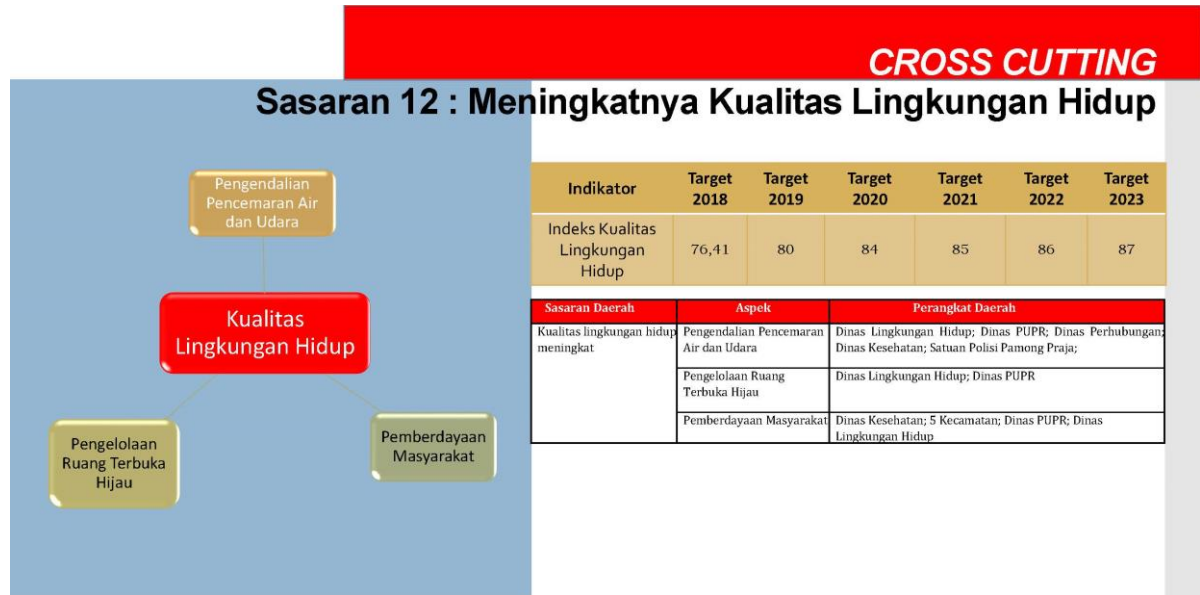 CROSS CUTTING
Sasaran 12 : Meningkatnya Kualitas Lingkungan Hidup
Pengendalian
Pencemaran Air
dan Udara
Kualitas
Lingkungan Hidup
Pengelolaan
Ruang Terbuka
Hijau
Pemberdayaan
Masyarakat
Indikator Target 2018 Target 2019 Target 2020 Target 2021 Target 2022 Target 2023
Indeks Kualitas Lingkungan Hidup 76,41 80 84 85 86 87
Sasaran Daerah Aspek Perangkat Daerah
Kualitas lingkungan hidup meningkat
Pengendalian Pencemaran
Air dan Udara
Dinas Lingkungan Hidup; Dinas PUPR; Dinas Perhubungan;
Dinas Kesehatan; Satuan Polisi Pamong Praja;
Pengelolaan Ruang
Terbuka Hijau
Dinas Lingkungan Hidup; Dinas PUPR
Pemberdayaan Masyarakat
Dinas Kesehatan; 5 Kecamatan; Dinas PUPR; Dinas
Lingkungan Hidup